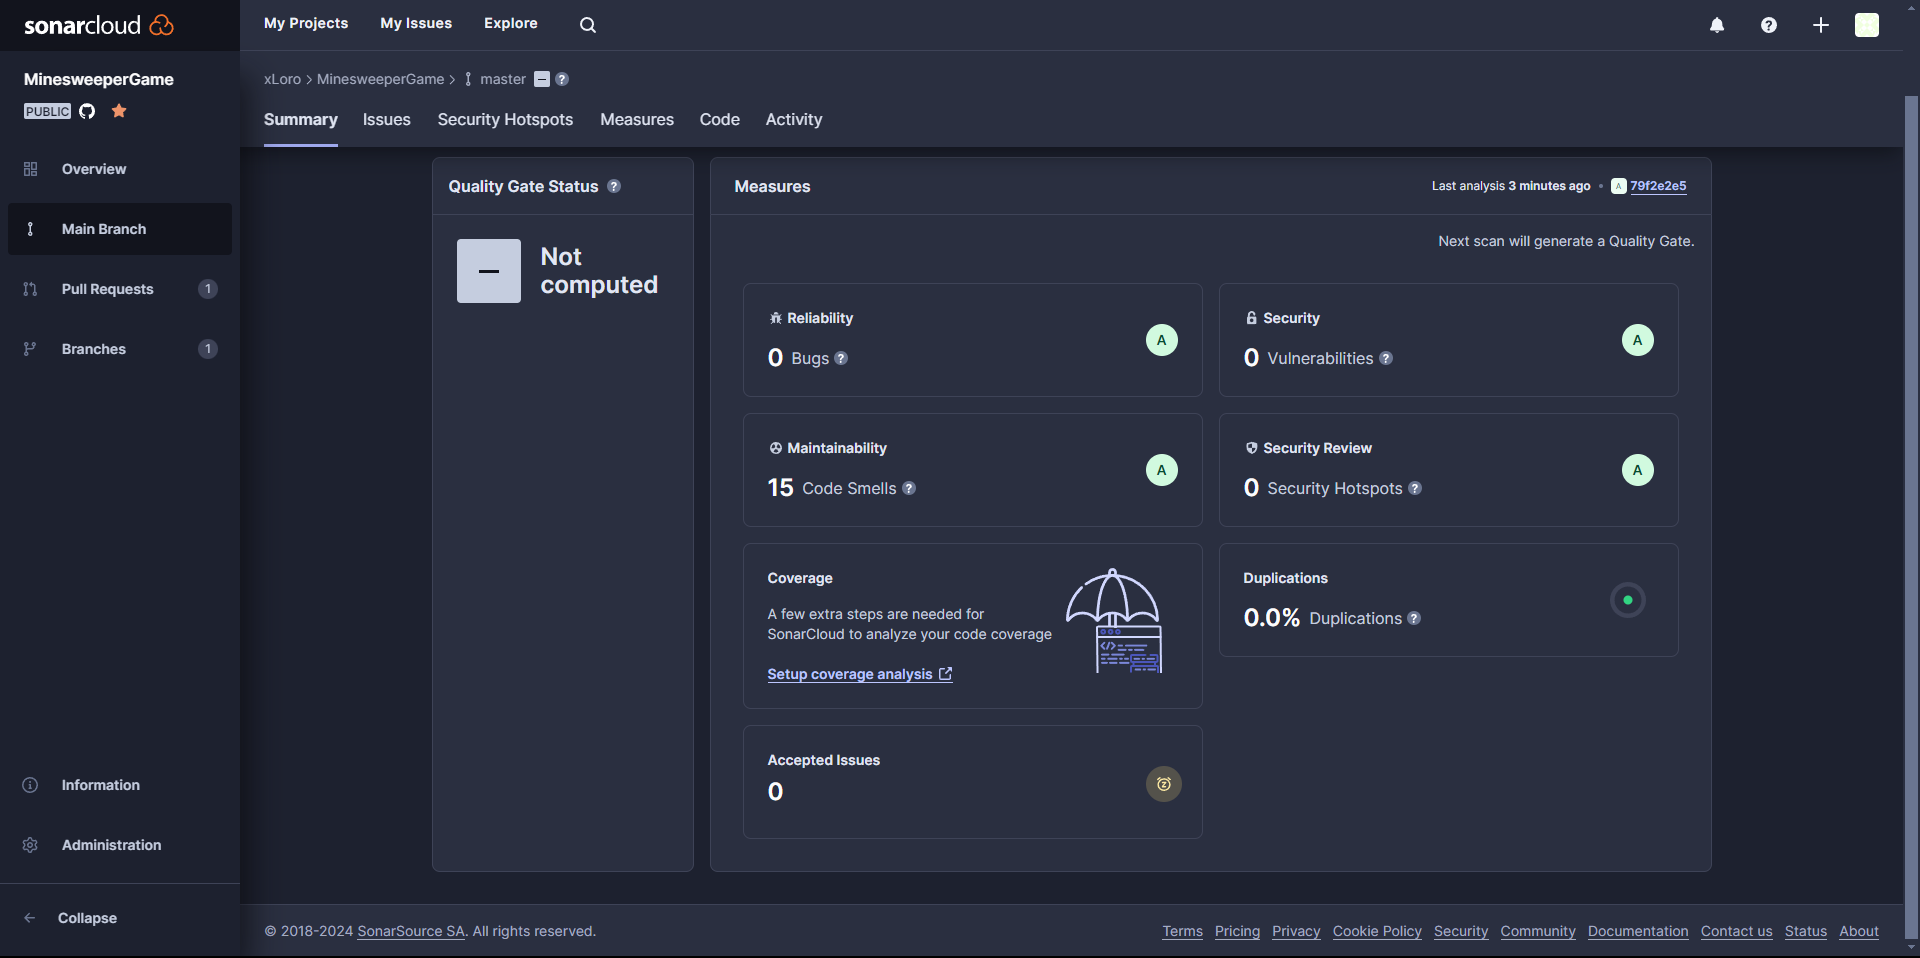 sonarcloud
My Projects My Issues Explore
MinesweeperGame
PUBLIC
Overview
Main Branch
Pull Requests 1
Branches 1
Information
Administration
Collapse
xLoro MinesweeperGame master
Summary Issues Security Hotspots Measures Code Activity
Quality Gate Status
Not
computed
Measures
Last analysis 3 minutes ago • A 79f2e2e5
Next scan will generate a Quality Gate.
Reliability
0 Bugs
A
Security
0 Vulnerabilities
A
Maintainability
15 Code Smells
A
Security Review
0 Security Hotspots
A
Coverage
A few extra steps are needed for
SonarCloud to analyze your code coverage
Setup coverage analysis
Duplications
0.0% Duplications
Accepted Issues
0
© 2018-2024 SonarSource SA. All rights reserved.
Terms Pricing Privacy Cookie Policy Security Community Documentation Contact us Status About